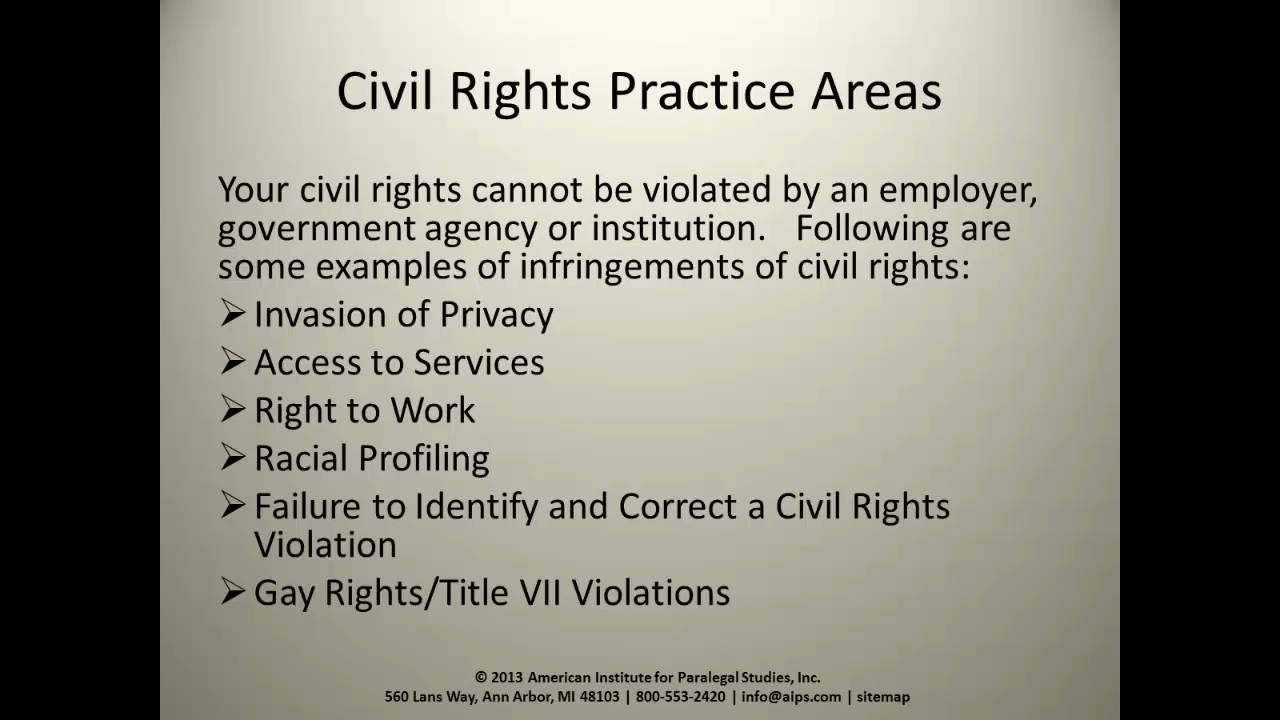 Civil Rights Practice Areas
Your civil rights cannot be violated by an employer,
government agency or institution.   Following are
some examples of infringements of civil rights:
➢ Invasion of Privacy
➢ Access to Services
➢ Right to Work
➢ Racial Profiling
➢ Failure to Identify and Correct a Civil Rights
Violation
➢ Gay Rights/Title VII Violations
© 2013 American Institute for Paralegal Studies, Inc.
560 Lans Way, Ann Arbor, MI 48103 | 800-553-2420 | info@aips.com | sitemap